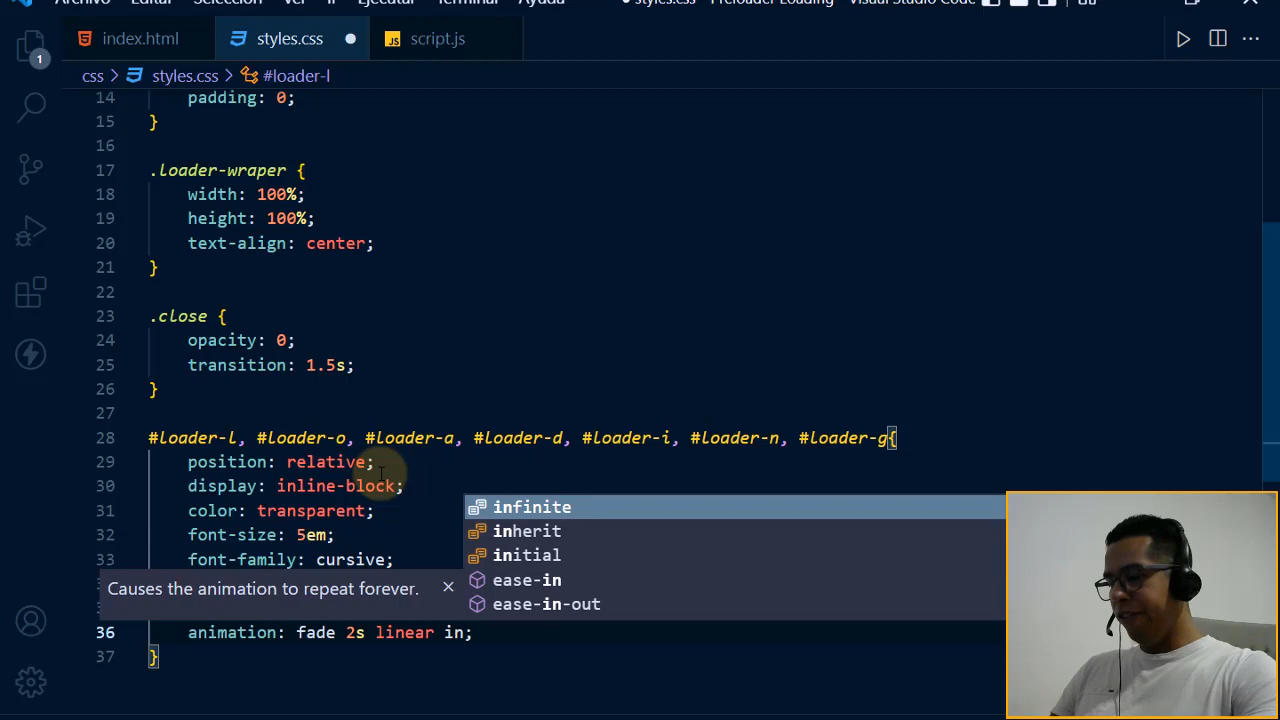 Archivo Editar Selección Ver Ir Ejecutar Terminal Ayuda ● styles.css - Preloader Loading - Visual Studio Code
index.html styles.css ● script.js
1
css > styles.css > #loader-l
14 padding: 0;
15 }
16
17 .loader-wraper {
18 width: 100%;
19 height: 100%;
20 text-align: center;
21 }
22
23 .close {
24 opacity: 0;
25 transition: 1.5s;
26 }
27
28 #loader-l, #loader-o, #loader-a, #loader-d, #loader-i, #loader-n, #loader-g{
29 position: relative;
30 display: inline-block;
31 color: transparent;
32 font-size: 5em;
33 font-family: cursive;
infinite
inherit
initial
ease-in
ease-in-out
Causes the animation to repeat forever.
36 animation: fade 2s linear in;
37 }